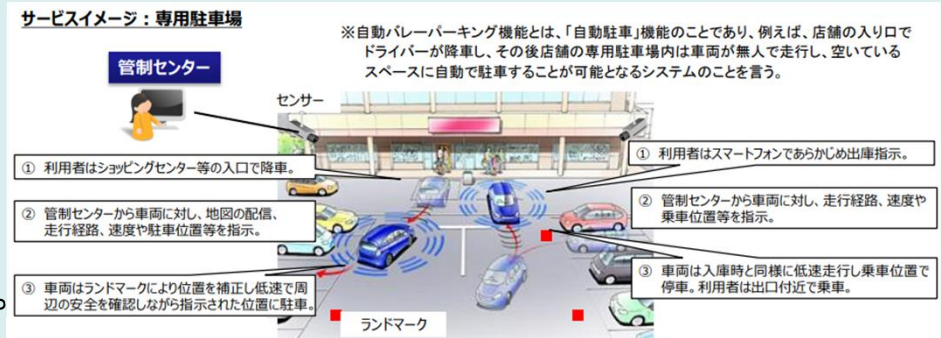 サービスイメージ：専用駐車場
※自動バレーパーキング機能とは、「自動駐車」機能のことであり、例えば、店舗の入り口で
ドライバーが降車し、その後店舗の専用駐車場内は車両が無人で走行し、空いている
スペースに自動で駐車することが可能となるシステムのことを言う。
管制センター
センサー
① 利用者はショッピングセンター等の入口で降車。
② 管制センターから車両に対し、地図の配信、
走行経路、速度や駐車位置等を指示。
③ 車両はランドマークにより位置を補正し低速で周
辺の安全を確認しながら指示された位置に駐車。
① 利用者はスマートフォンであらかじめ出庫指示。
② 管制センターから車両に対し、走行経路、速度や
乗車位置等を指示。
③ 車両は入庫時と同様に低速走行し乗車位置で
停車。利用者は出口付近で乗車。
ランドマーク